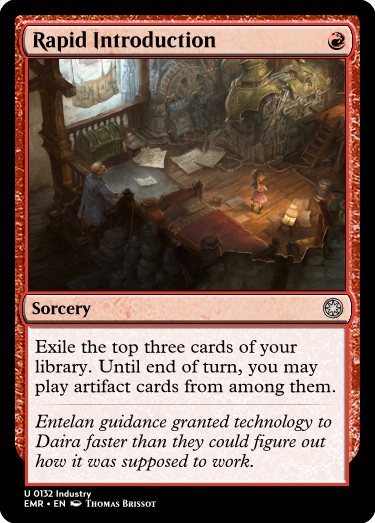 Rapid Introduction
Sorcery
Exile the top three cards of your
library. Until end of turn, you may
play artifact cards from among them.
Entelan guidance granted technology to
Daira faster than they could figure out
how it was supposed to work.
U 0132 Industry
EMR • EN Thomas Brissot